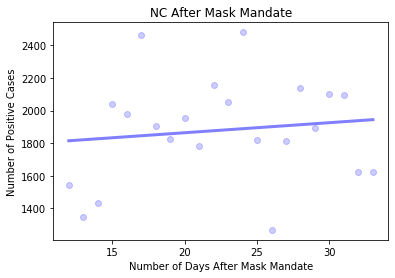 NC After Mask Mandate
Number of Positive Cases
2400
2200
2000
1800
1600
1400
15 20 25 30
Number of Days After Mask Mandate